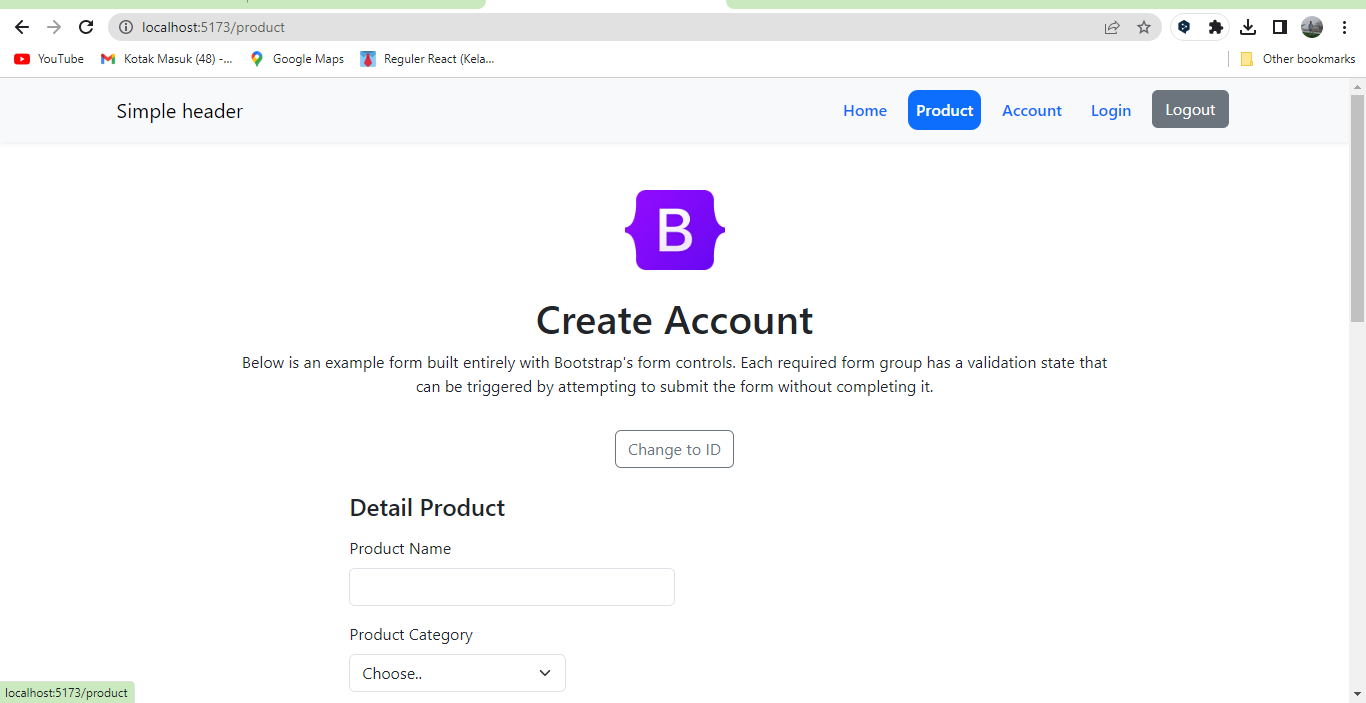 localhost:5173/product
YouTube
Kotak Masuk (48) -...
Google Maps
Reguler React (Kela...
Other bookmarks
Simple header
Home
Product
Account
Login
Logout
B
Create Account
Below is an example form built entirely with Bootstrap's form controls. Each required form group has a validation state that
can be triggered by attempting to submit the form without completing it.
Change to ID
Detail Product
Product Name
Product Category
Choose..
localhost:5173/product